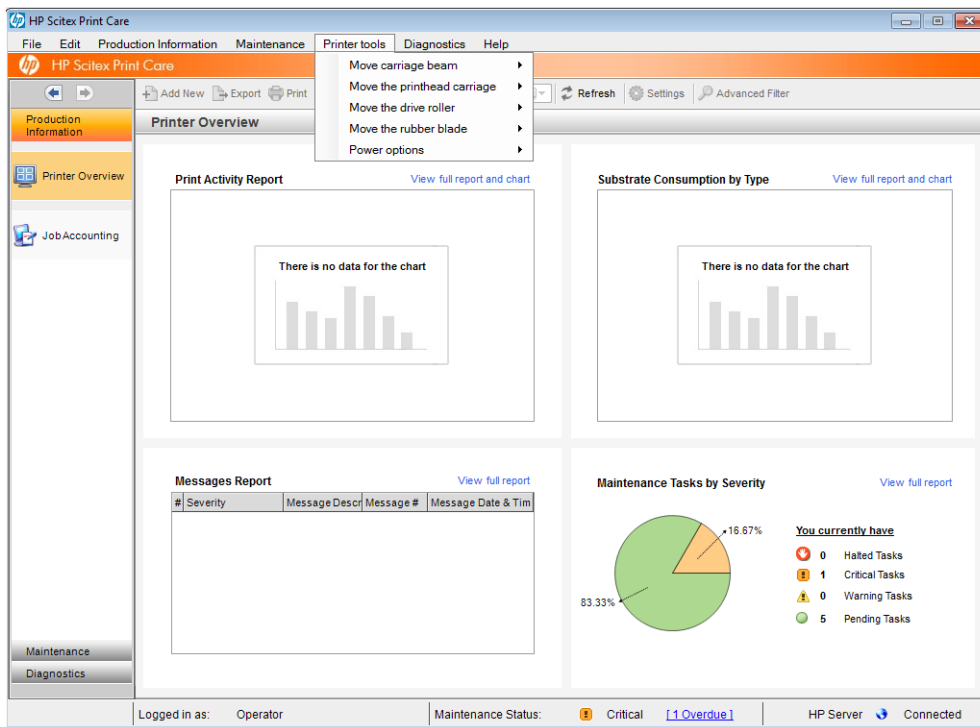 HP Scitex Print Care
File Edit Production Information Maintenance Printer tools Diagnostics Help
HP Scitex Print Care
Move carriage beam
Move the printhead carriage
Move the drive roller
Move the rubber blade
Power options
Add New Export Print Refresh Settings Advanced Filter
Production
Information
Printer Overview
Job Accounting
Maintenance
Diagnostics
Printer Overview
Print Activity Report View full report and chart
There is no data for the chart
Substrate Consumption by Type View full report and chart
There is no data for the chart
Messages Report View full report
# Severity Message Descr Message # Message Date & Tim
Maintenance Tasks by Severity View full report
16.67%
83.33%
You currently have
0 Halted Tasks
1 Critical Tasks
0 Warning Tasks
5 Pending Tasks
Logged in as: Operator Maintenance Status: Critical [ 1 Overdue ] HP Server Connected